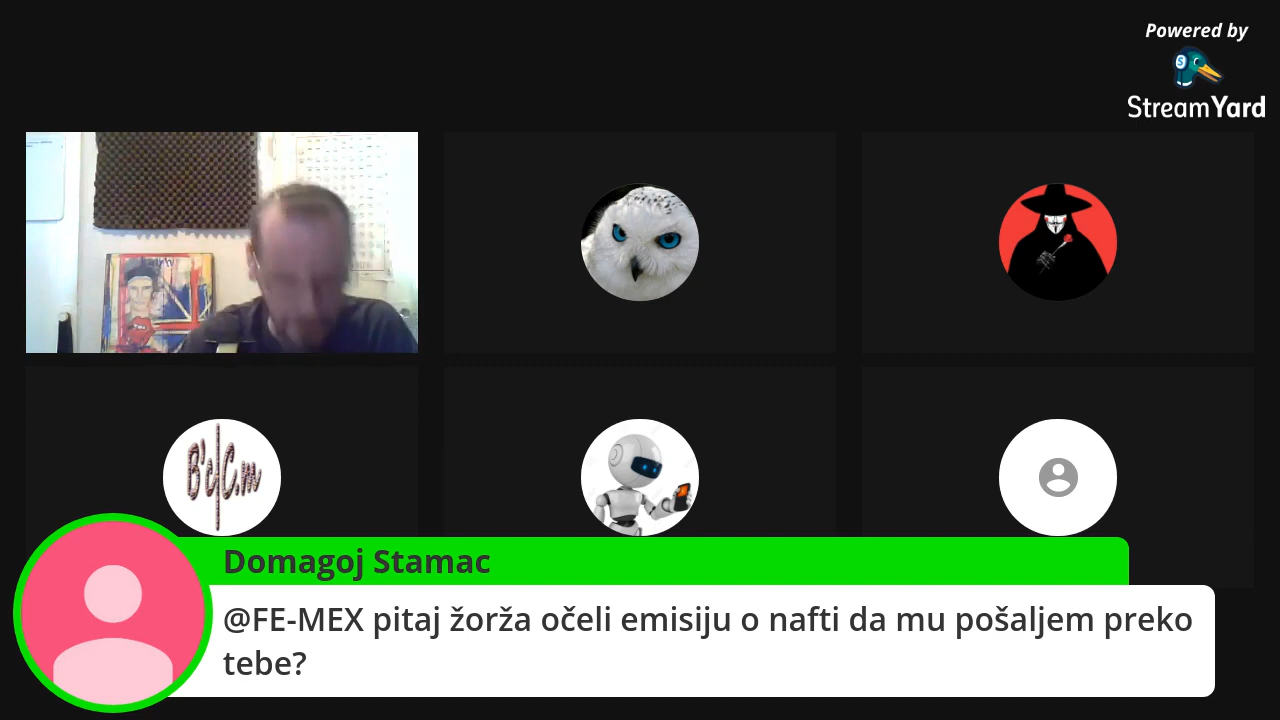 Powered by
StreamYard
B'c|C.m
Domagoj Stamac
@FE-MEX pitaj žorža očeli emisiju o nafti da mu pošaljem preko
tebe?